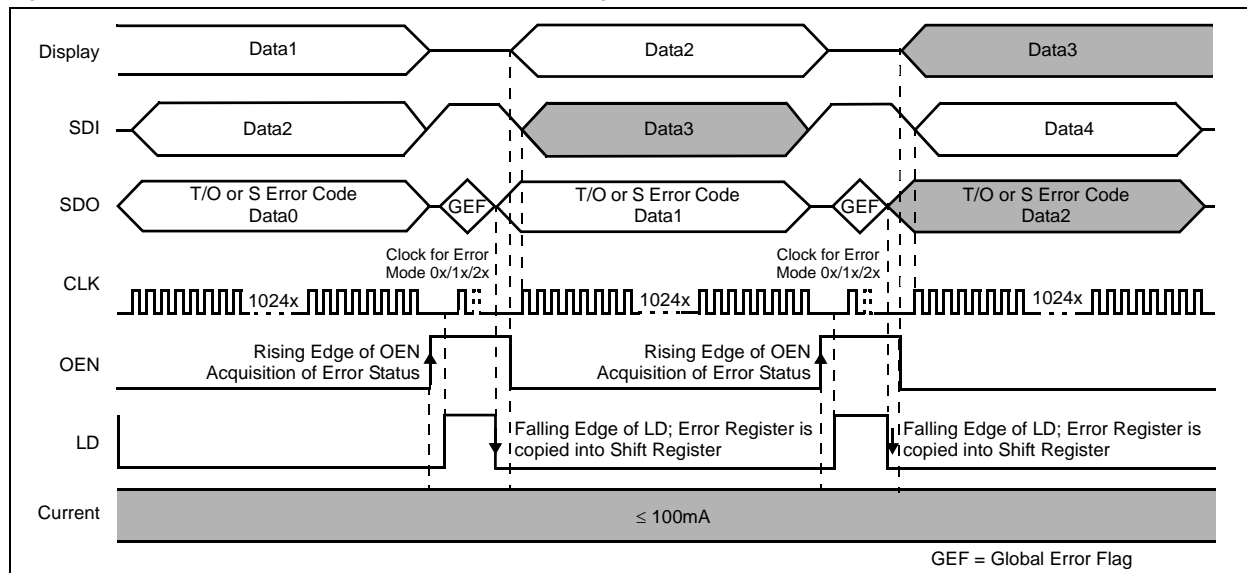 Display
Data1
Data2
Data3
SDI
Data2
Data3
Data4
SDO
T/O or S Error Code
Data0
GEF
T/O or S Error Code
Data1
GEF
T/O or S Error Code
Data2
Clock for Error
Mode 0x/1x/2x
Clock for Error
Mode 0x/1x/2x
CLK
1024x
1024x
1024x
OEN
Rising Edge of OEN
Acquisition of Error Status
Rising Edge of OEN
Acquisition of Error Status
LD
Falling Edge of LD; Error Register is
copied into Shift Register
Falling Edge of LD; Error Register is
copied into Shift Register
Current
≤ 100mA
GEF = Global Error Flag